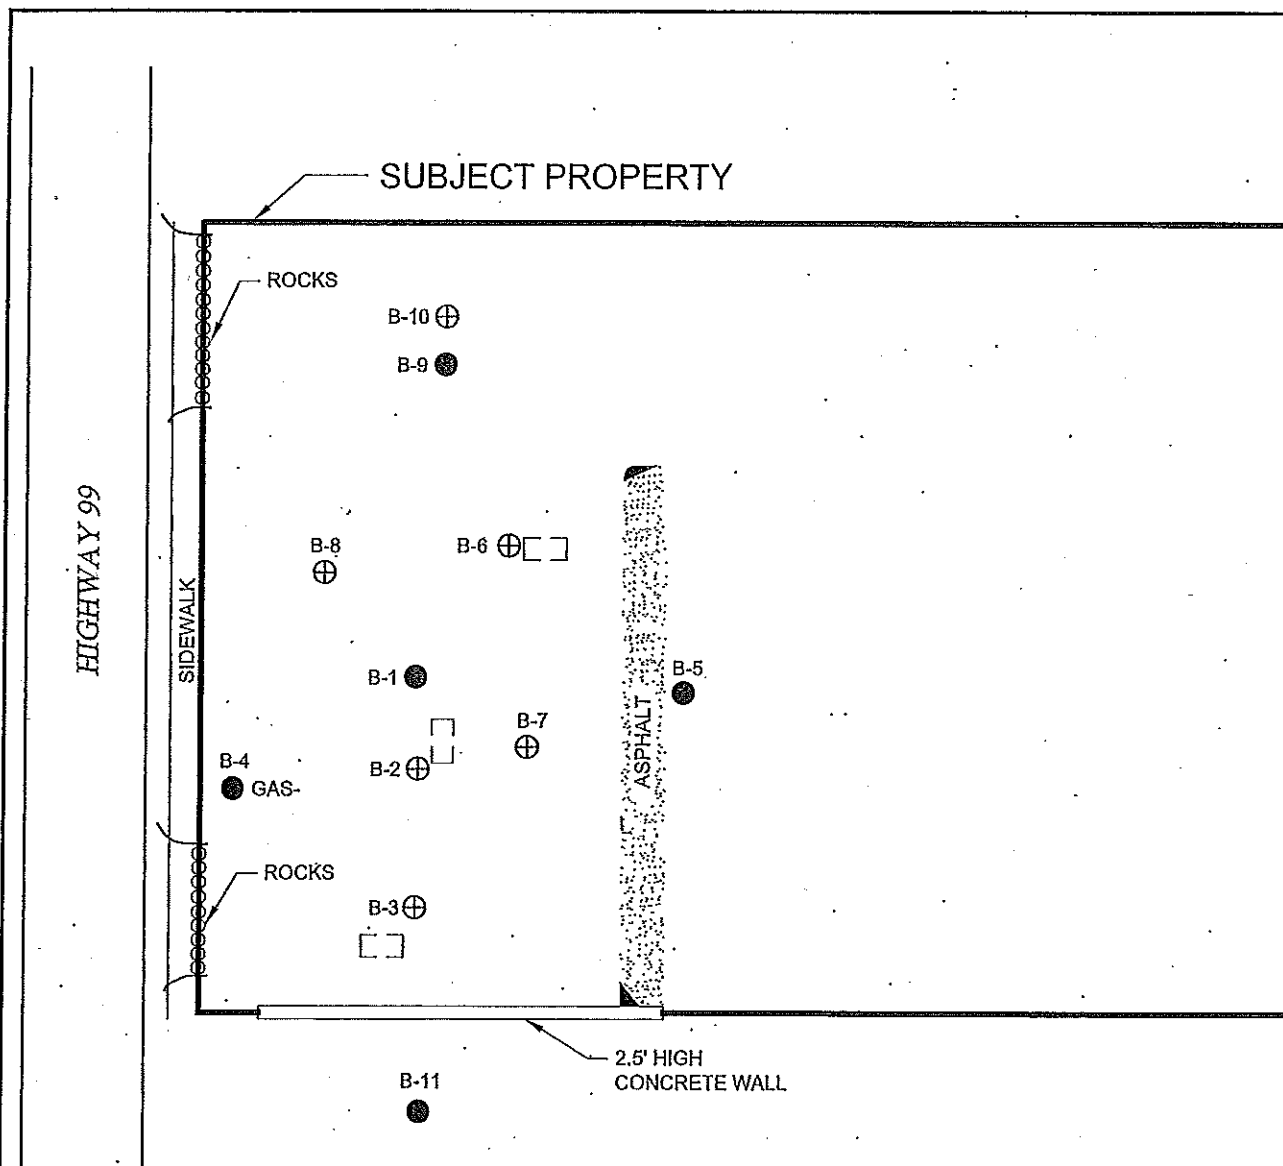 SUBJECT PROPERTY
ROCKS
B-10
B-9
HIGHWAY 99
SIDEWALK
B-8
B-6
B-1
B-5
B-7
ASPHALT
B-2
B-4
GAS-
ROCKS
B-3
2.5' HIGH
CONCRETE WALL
B-11